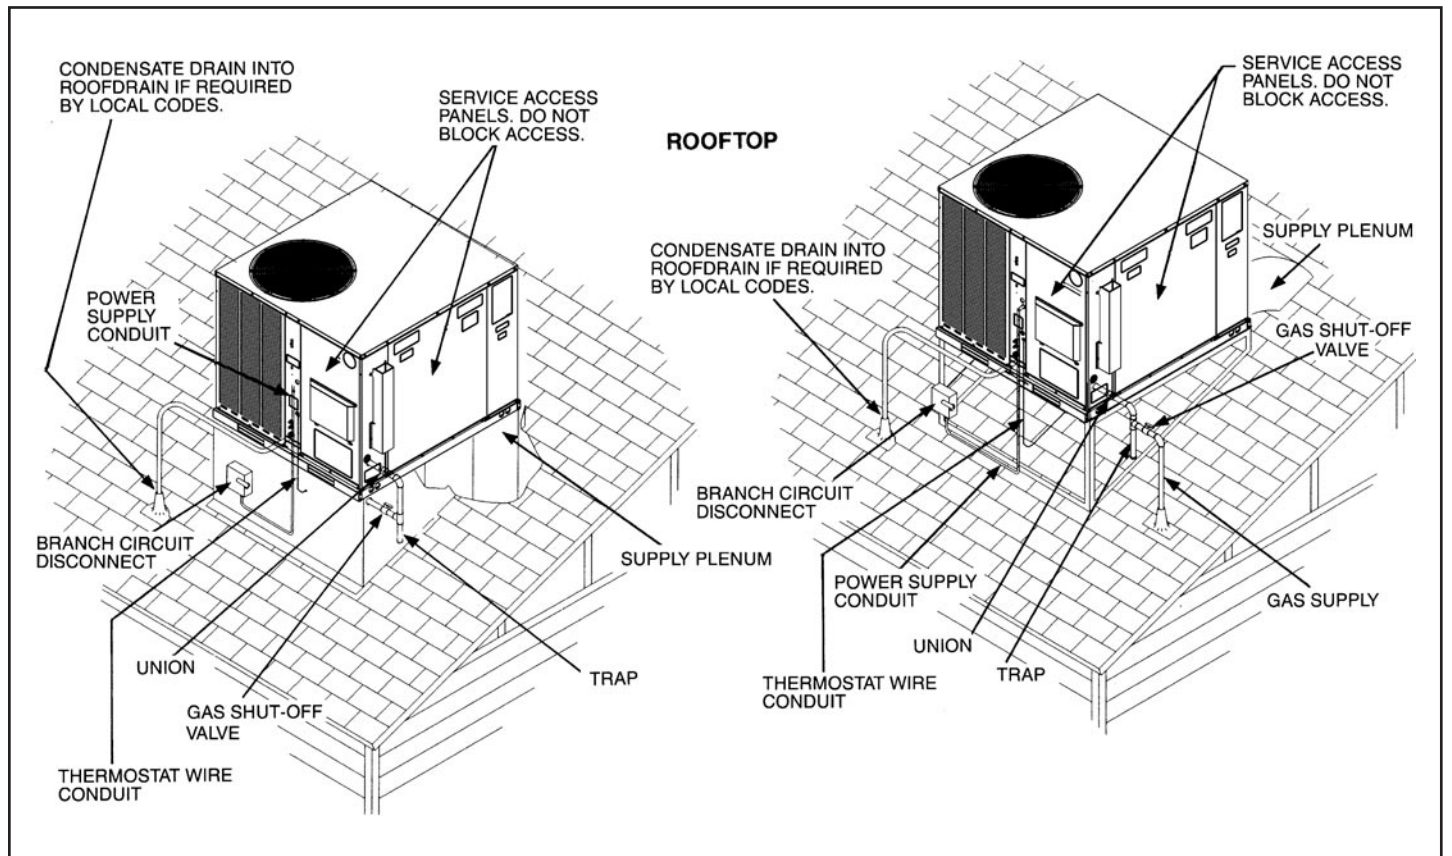 CONDENSATE DRAIN INTO
ROOFDRAIN IF REQUIRED
BY LOCAL CODES.
SERVICE ACCESS
PANELS. DO NOT
BLOCK ACCESS.
POWER
SUPPLY
CONDUIT
BRANCH CIRCUIT
DISCONNECT
SUPPLY PLENUM
UNION
TRAP
GAS SHUT-OFF
VALVE
THERMOSTAT WIRE
CONDUIT
ROOFTOP
SERVICE ACCESS
PANELS. DO NOT
BLOCK ACCESS.
SUPPLY PLENUM
CONDENSATE DRAIN INTO
ROOFDRAIN IF REQUIRED
BY LOCAL CODES.
GAS SHUT-OFF
VALVE
BRANCH CIRCUIT
DISCONNECT
POWER SUPPLY
CONDUIT
GAS SUPPLY
UNION
TRAP
THERMOSTAT WIRE
CONDUIT